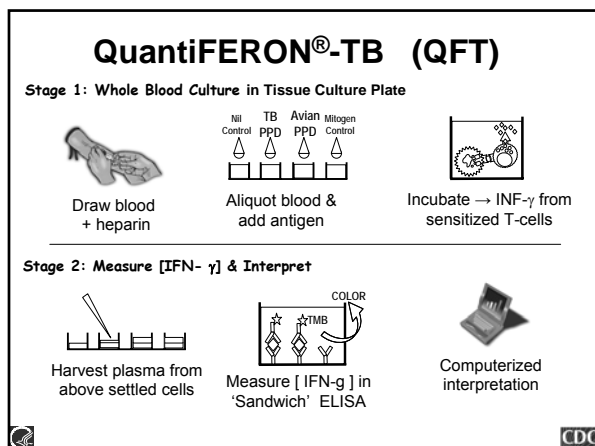 QuantiFERON®-TB (QFT)
Stage 1: Whole Blood Culture in Tissue Culture Plate
Nil Control
TB PPD
Avian PPD
Mitogen Control
Draw blood
+ heparin
Aliquot blood &
add antigen
Incubate → INF-γ from
sensitized T-cells
Stage 2: Measure [IFN- γ] & Interpret
COLOR
TMB
Harvest plasma from
above settled cells
Measure [ IFN-g ] in
‘Sandwich’ ELISA
Computerized
interpretation
CDC